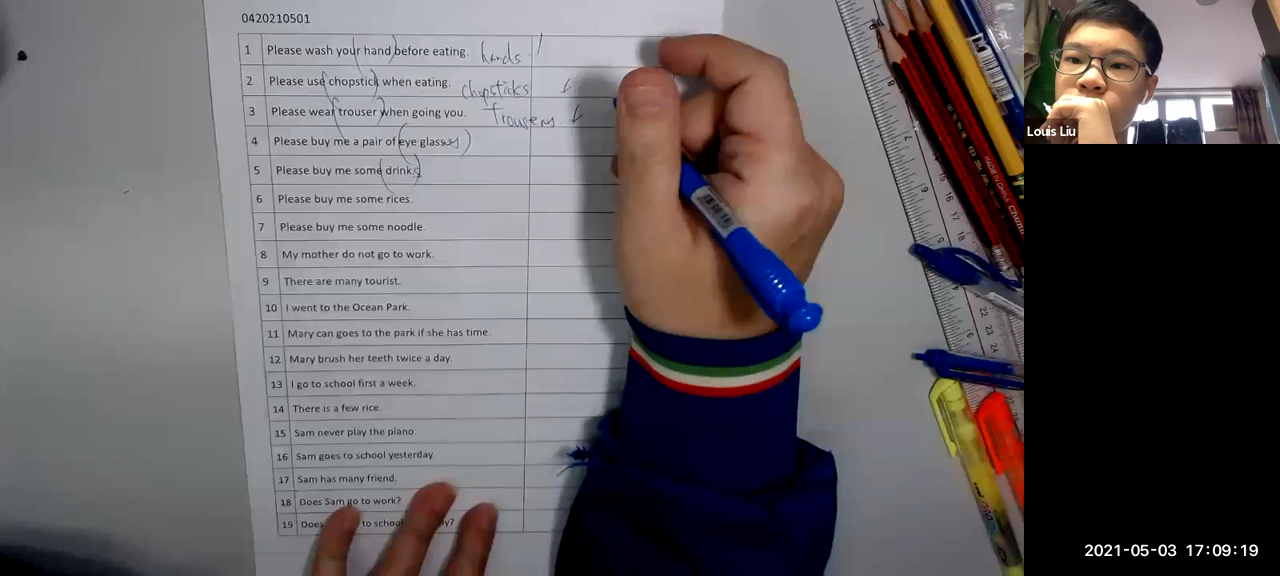 0420210501
1 Please wash your hand before eating. hands
2 Please use chopstick when eating. chopsticks
3 Please wear trouser when going you. Trousers
4 Please buy me a pair of eye glasses
5 Please buy me some drinks
6 Please buy me some rices.
7 Please buy me some noodle.
8 My mother do not go to work.
9 There are many tourist.
10 I went to the Ocean Park.
11 Mary can goes to the park if she has time.
12 Mary brush her teeth twice a day.
13 I go to school first a week.
14 There is a few rice.
15 Sam never play the piano
16 Sam goes to school yesterday.
17 Sam has many friend.
18 Does Sam go to work?
19 Does to school
Louis Liu
2021-05-03 17:09:19